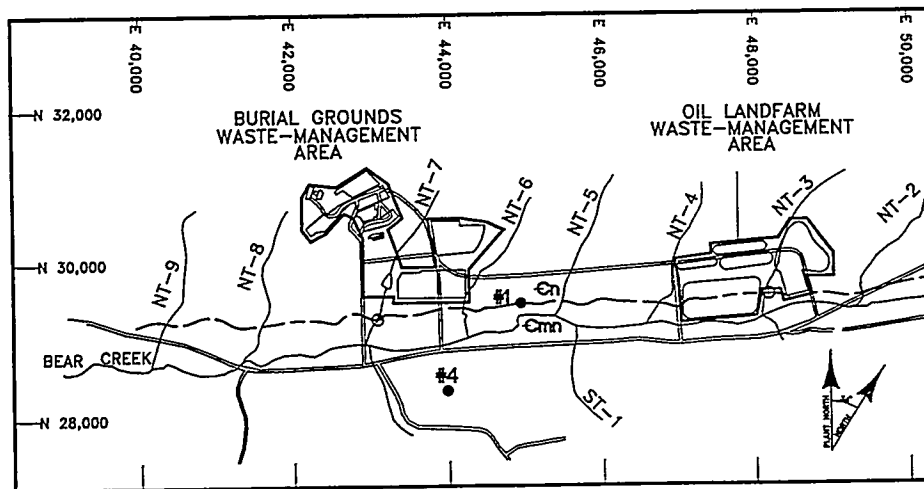 E 40,000
E 42,000
E 44,000
E 46,000
E 48,000
E 50,000
N 32,000
BURIAL GROUNDS
WASTE-MANAGEMENT
AREA
OIL LANDFARM
WASTE-MANAGEMENT
AREA
NT-7
NT-6
NT-5
NT-4
NT-3
NT-2
NT-8
NT-9
N 30,000
#1
Cn
Cmn
BEAR CREEK
#4
ST-1
N 28,000
PLANT NORTH
NORTH